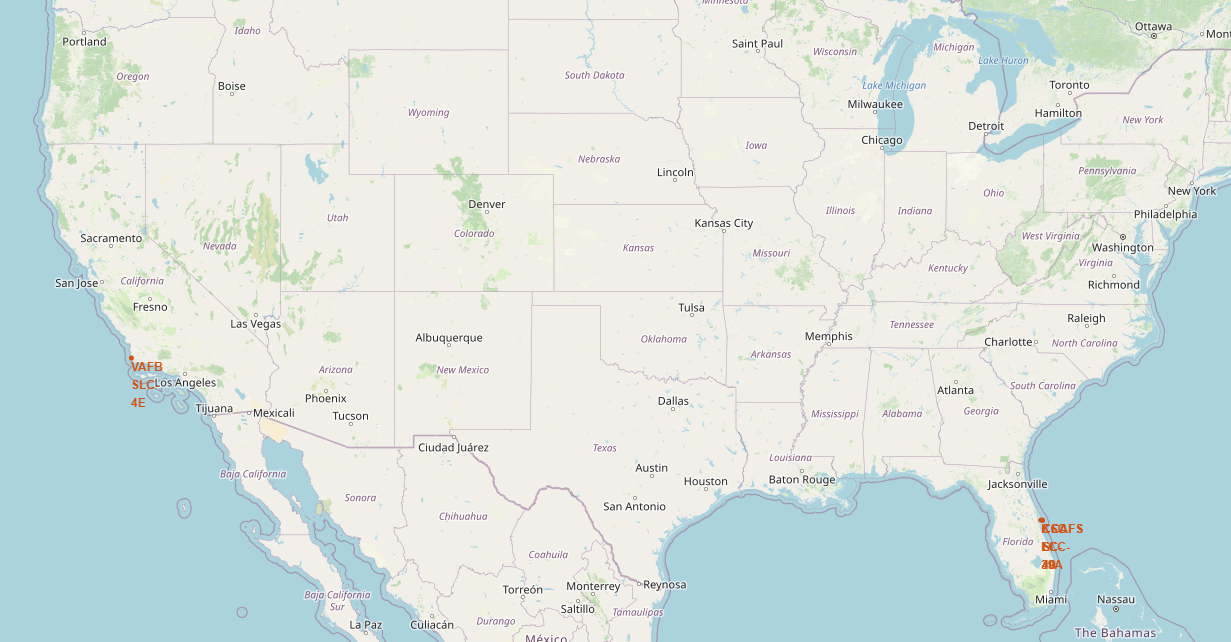 Minnesota
Ottawa
Portland
Idaho
Mont
Saint Paul
Wisconsin
Michigan
Lake Huron
Oregon
South Dakota
Boise
Lake Michigan
Toronto
Milwaukee
Wyoming
Hamilton
New York
Detroit
Chicago
Iowa
Nebraska
Pennsylvania
Lincoln
Ohio
New York
Denver
Utah
Illinois
Indiana
Philadelphia
Kansas City
Colorado
Sacramento
Nevada
Kansas
Missouri
West Virginia
Washington
Virginia
Kentucky
San Jose
California
Richmond
Fresno
Tulsa
Las Vegas
Tennessee
Raleigh
Albuquerque
Oklahoma
Memphis
Charlotte
North Carolina
Arkansas
VAFB
SLC-
4E
Arizona
New Mexico
Los Angeles
South Carolina
Atlanta
Phoenix
Dallas
Tijuana
Mexicali
Tucson
Mississippi
Alabama
Georgia
Ciudad Juárez
Texas
Louisiana
Baja California
Austin
Houston
Baton Rouge
Jacksonville
Sonora
San Antonio
Chihuahua
Florida
Coahuila
Torreón
Monterrey
Reynosa
Baja California
Sur
Saltillo
Tamaulipas
Miami
Nassau
La Paz
Culiacán
Durango
The Bahamas
México